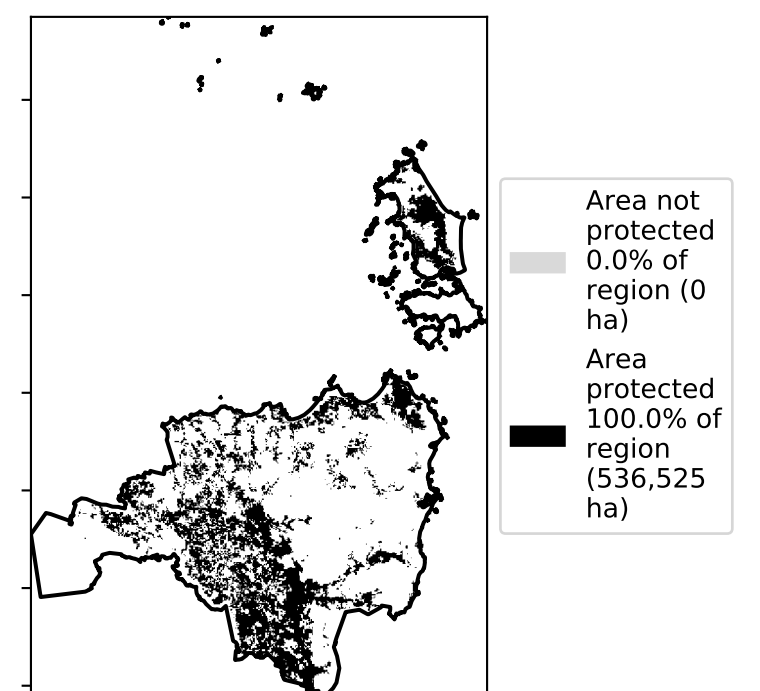 Area not
protected
0.0% of
region (0
ha)
Area
protected
100.0% of
region
(536,525
ha)